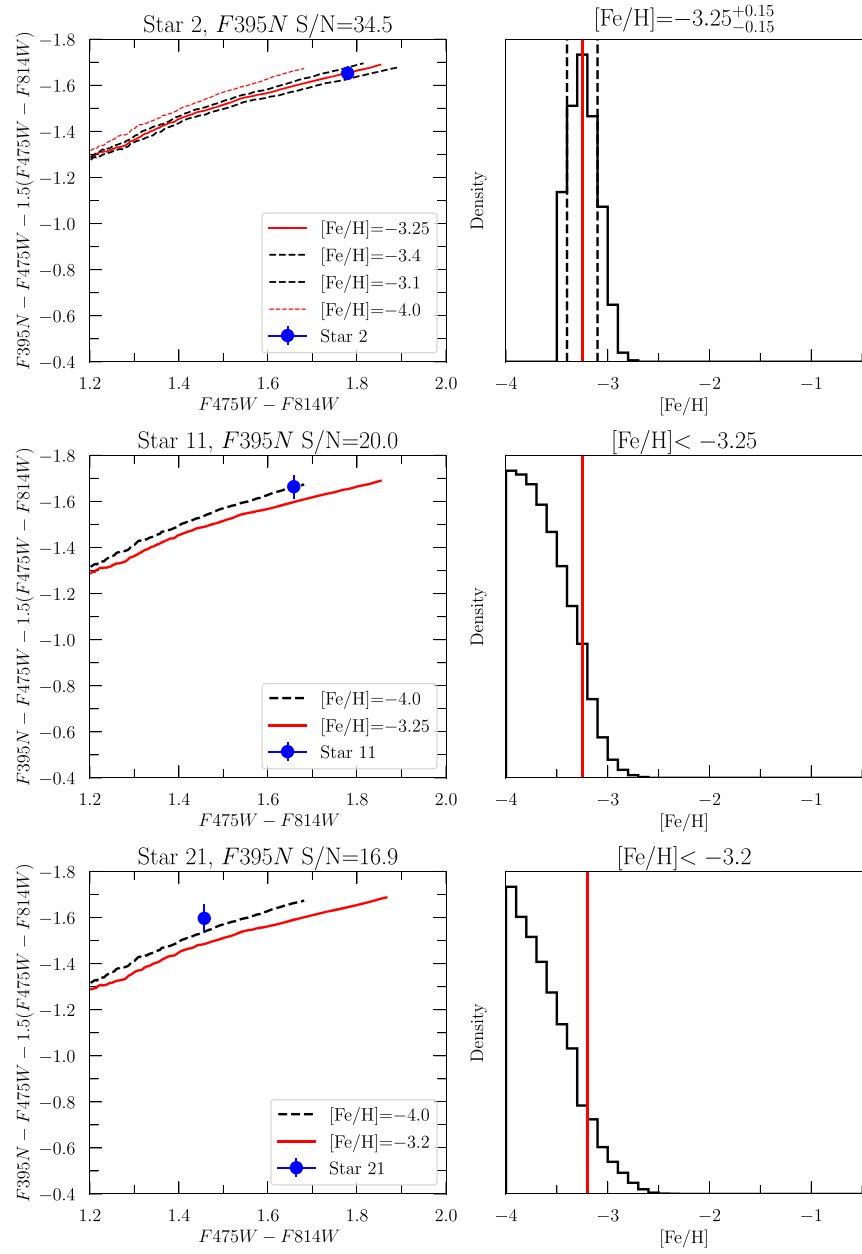 Star 2, F395N S/N=34.5
F395N − F475W − 1.5(F475W − F814W)
−1.8
−1.6
−1.4
−1.2
−1.0
−0.8
−0.6
−0.4
[Fe/H]=−3.25
[Fe/H]=−3.4
[Fe/H]=−3.1
[Fe/H]=−4.0
Star 2
1.2 1.4 1.6 1.8 2.0
F475W − F814W
[Fe/H]=−3.25 +0.15 −0.15
Density
−4 −3 −2 −1
[Fe/H]
Star 11, F395N S/N=20.0
F395N − F475W − 1.5(F475W − F814W)
−1.8
−1.6
−1.4
−1.2
−1.0
−0.8
−0.6
−0.4
[Fe/H]=−4.0
[Fe/H]=−3.25
Star 11
1.2 1.4 1.6 1.8 2.0
F475W − F814W
[Fe/H]< −3.25
Density
−4 −3 −2 −1
[Fe/H]
Star 21, F395N S/N=16.9
F395N − F475W − 1.5(F475W − F814W)
−1.8
−1.6
−1.4
−1.2
−1.0
−0.8
−0.6
−0.4
[Fe/H]=−4.0
[Fe/H]=−3.2
Star 21
1.2 1.4 1.6 1.8 2.0
F475W − F814W
[Fe/H]< −3.2
Density
−4 −3 −2 −1
[Fe/H]